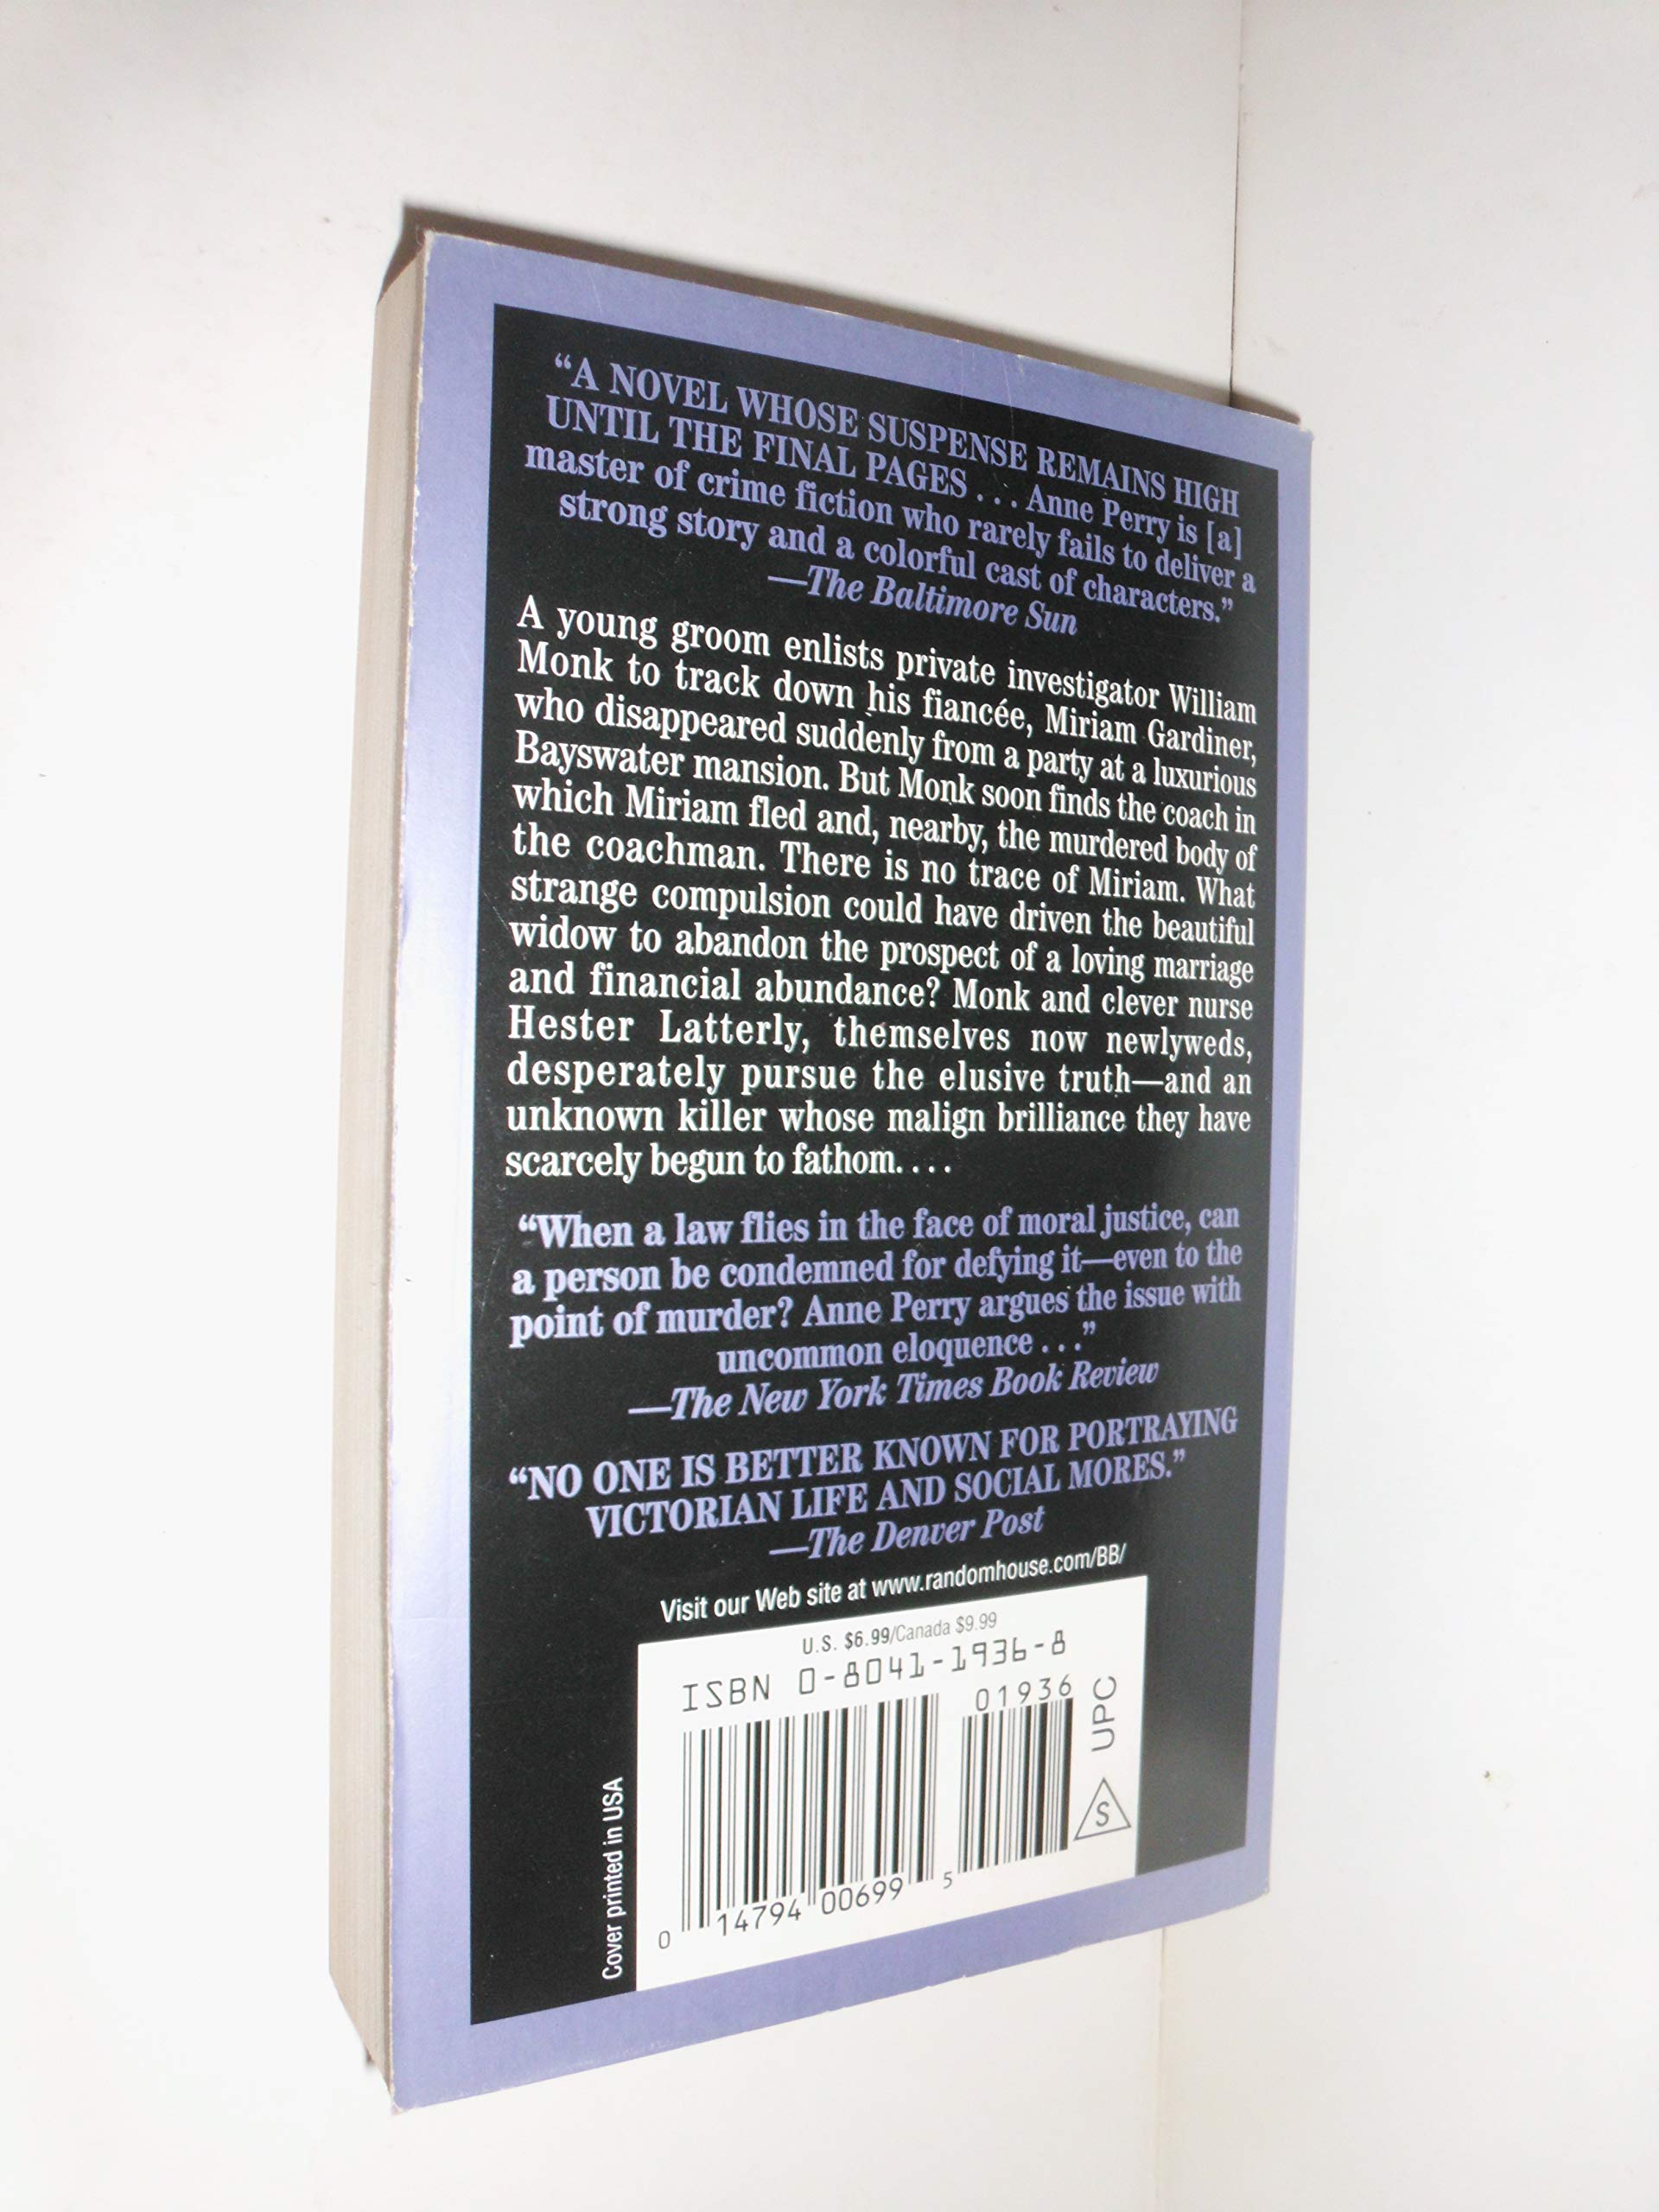 “A NOVEL WHOSE SUSPENSE REMAINS HIGH
UNTIL THE FINAL PAGES . . . Anne Perry is [a]
master of crime fiction who rarely fails to deliver a
strong story and a colorful cast of characters.”
—The Baltimore Sun
A young groom enlists private investigator William
Monk to track down his fiancée, Miriam Gardiner,
who disappeared suddenly from a party at a luxurious
Bayswater mansion. But Monk soon finds the coach in
which Miriam fled and, nearby, the murdered body of
the coachman. There is no trace of Miriam. What
strange compulsion could have driven the beautiful
widow to abandon the prospect of a loving marriage
and financial abundance? Monk and clever nurse
Hester Latterly, themselves now newlyweds,
desperately pursue the elusive truth—and an
unknown killer whose malign brilliance they have
scarcely begun to fathom. . . .
“When a law flies in the face of moral justice, can
a person be condemned for defying it—even to the
point of murder? Anne Perry argues the issue with
uncommon eloquence . . .”
—The New York Times Book Review
“NO ONE IS BETTER KNOWN FOR PORTRAYING
VICTORIAN LIFE AND SOCIAL MORES.”
—The Denver Post
Visit our Web site at www.randomhouse.com/BB/
U.S. $6.99/Canada $9.99
ISBN 0-8041-1936-8
01936
UPC
S
0 14794 00699 5
Cover printed in USA